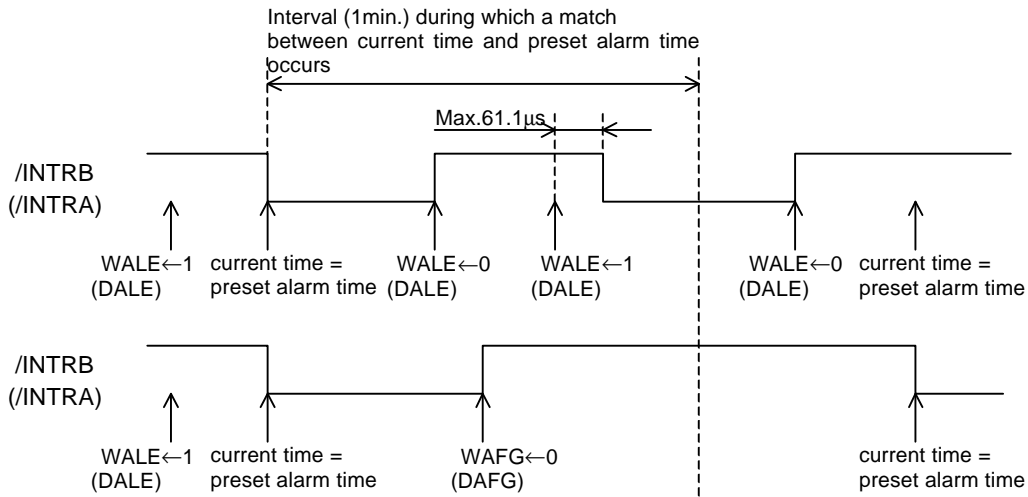 Interval (1min.) during which a match
between current time and preset alarm time
occurs
Max.61.1μs
/INTRB
(/INTRA)
WALE←1
(DALE)
current time =
preset alarm time
WALE←0
(DALE)
WALE←1
(DALE)
WALE←0
(DALE)
current time =
preset alarm time
/INTRB
(/INTRA)
WALE←1
(DALE)
current time =
preset alarm time
WAFG←0
(DAFG)
current time =
preset alarm time